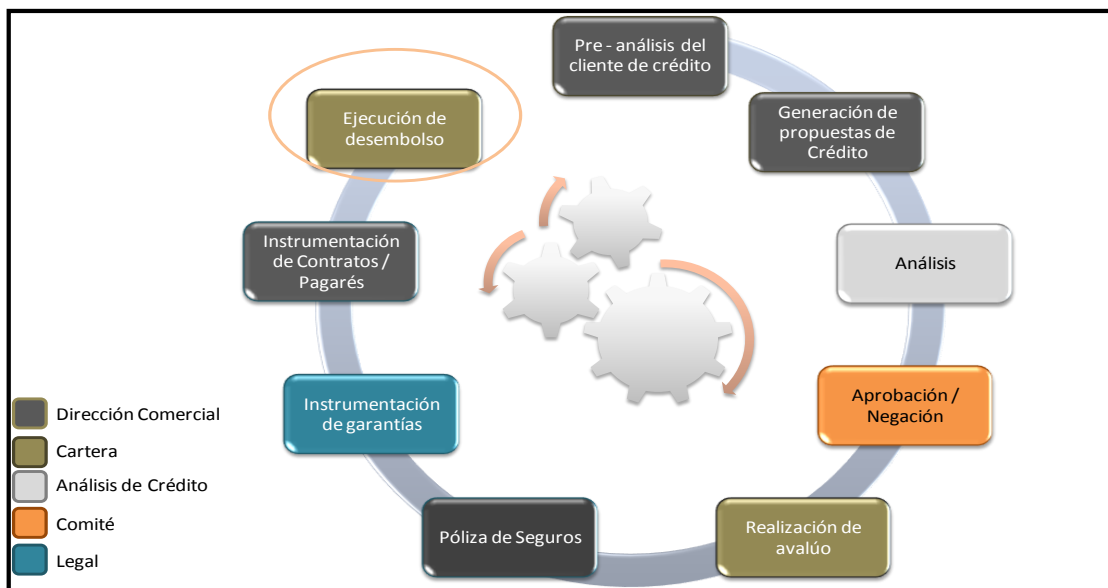 Pre - análisis del
cliente de crédito
Generación de
propuestas de
Crédito
Análisis
Aprobación /
Negación
Realización de
avalúo
Póliza de Seguros
Instrumentación
de garantías
Instrumentación
de Contratos /
Pagarés
Ejecución de
desembolso
Dirección Comercial
Cartera
Análisis de Crédito
Comité
Legal